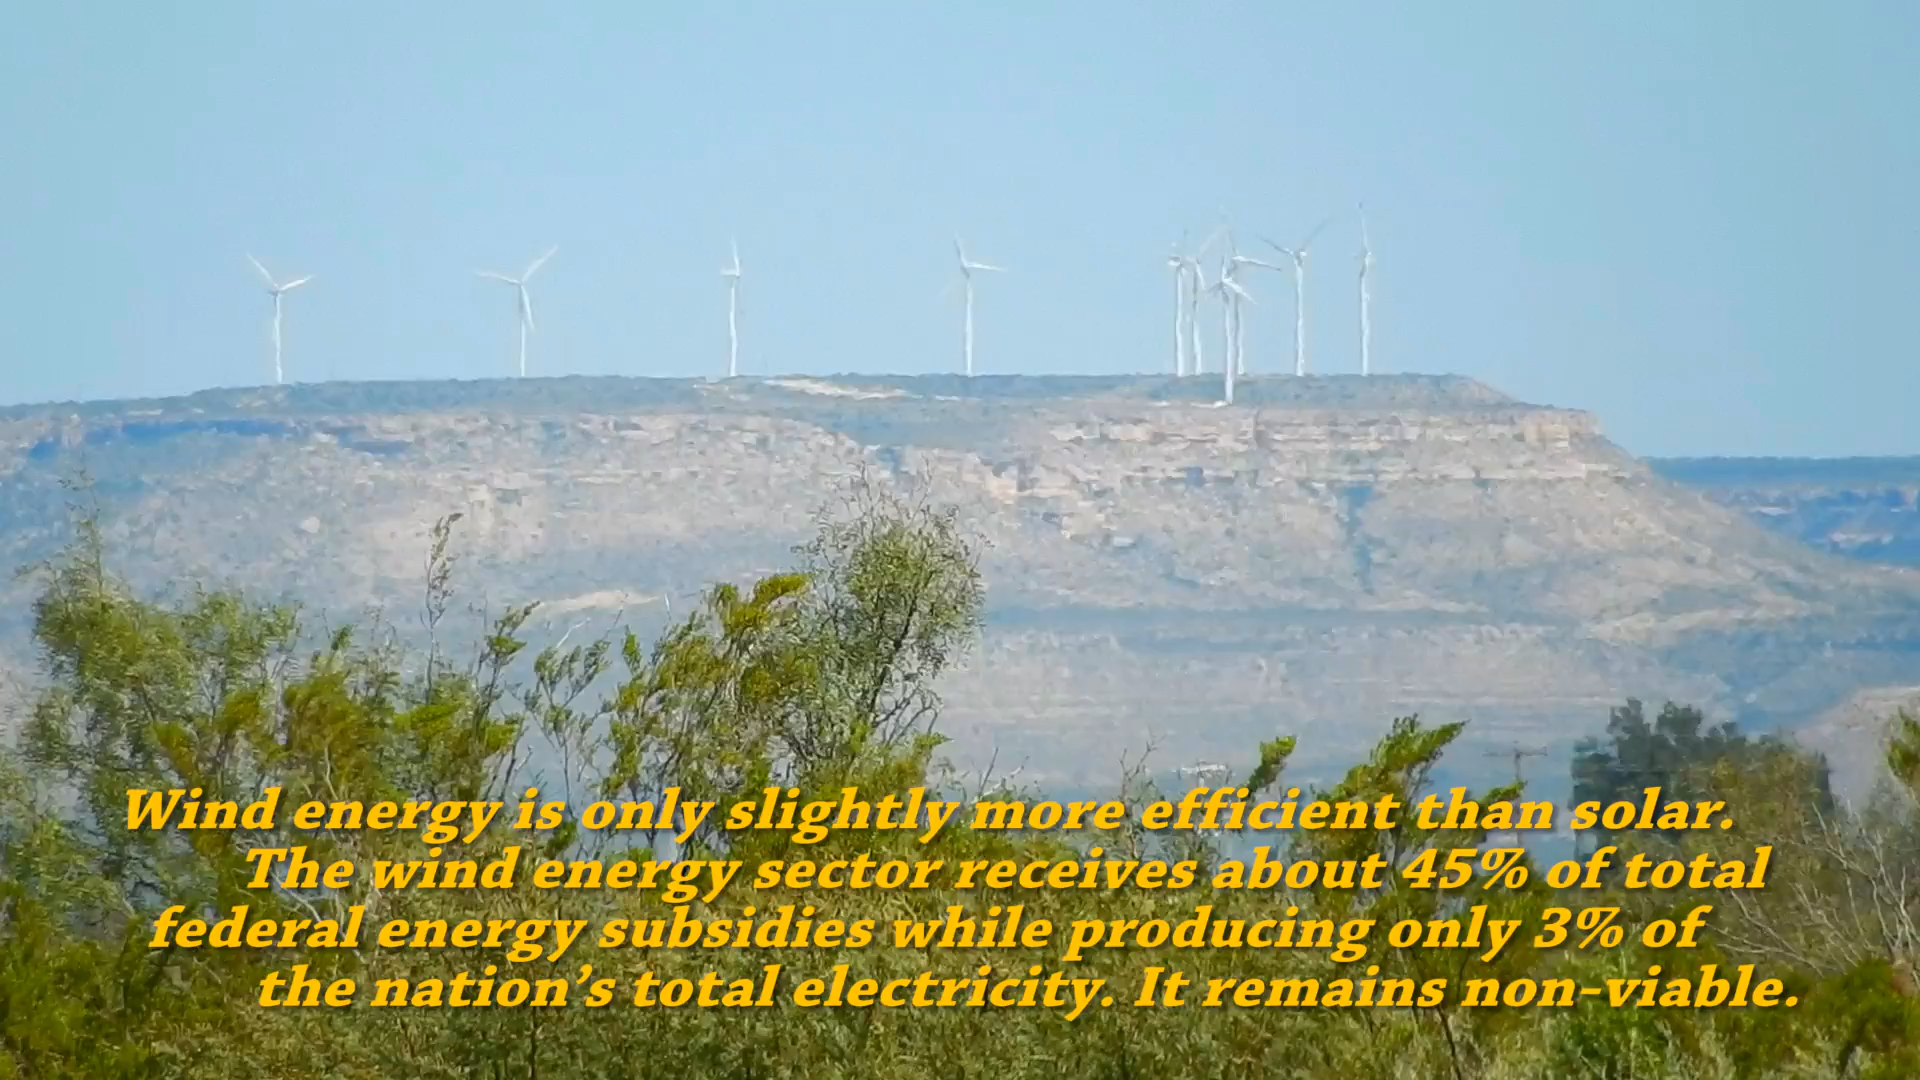 Wind energy is only slightly more efficient than solar.
The wind energy sector receives about 45% of total
federal energy subsidies while producing only 3% of
the nation’s total electricity. It remains non-viable.